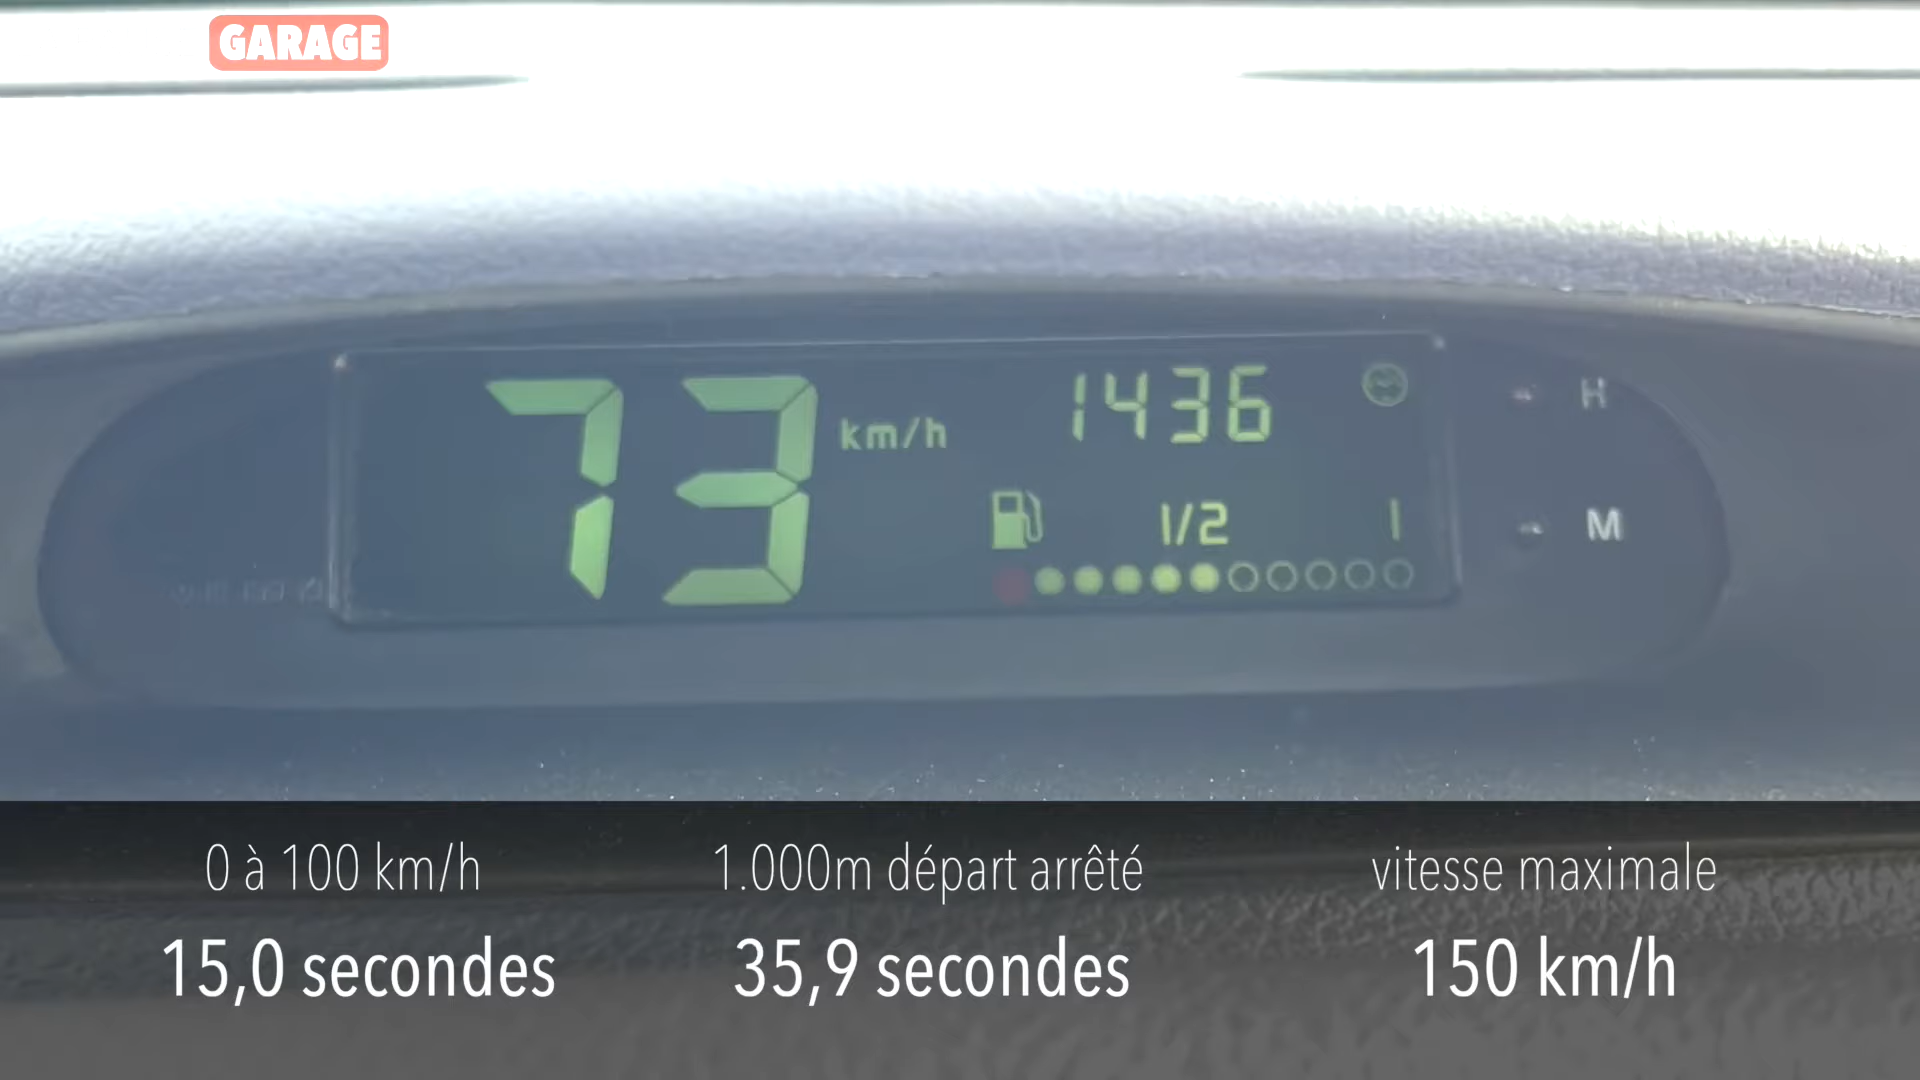 GARAGE
73 km/h
1436
H
1/2 1
M
0 à 100 km/h
1.000m départ arrêté
vitesse maximale
15,0 secondes
35,9 secondes
150 km/h